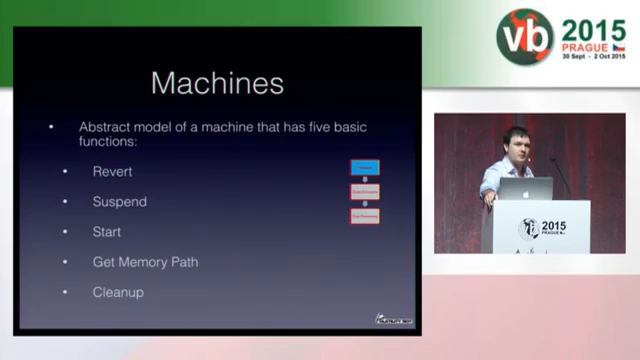 Machines
• Abstract model of a machine that has five basic
functions:
• Revert
• Suspend
• Start
• Get Memory Path
• Cleanup
vb
2015
PRAGUE
30 Sept - 2 Oct 2015
2015
PRAGUE